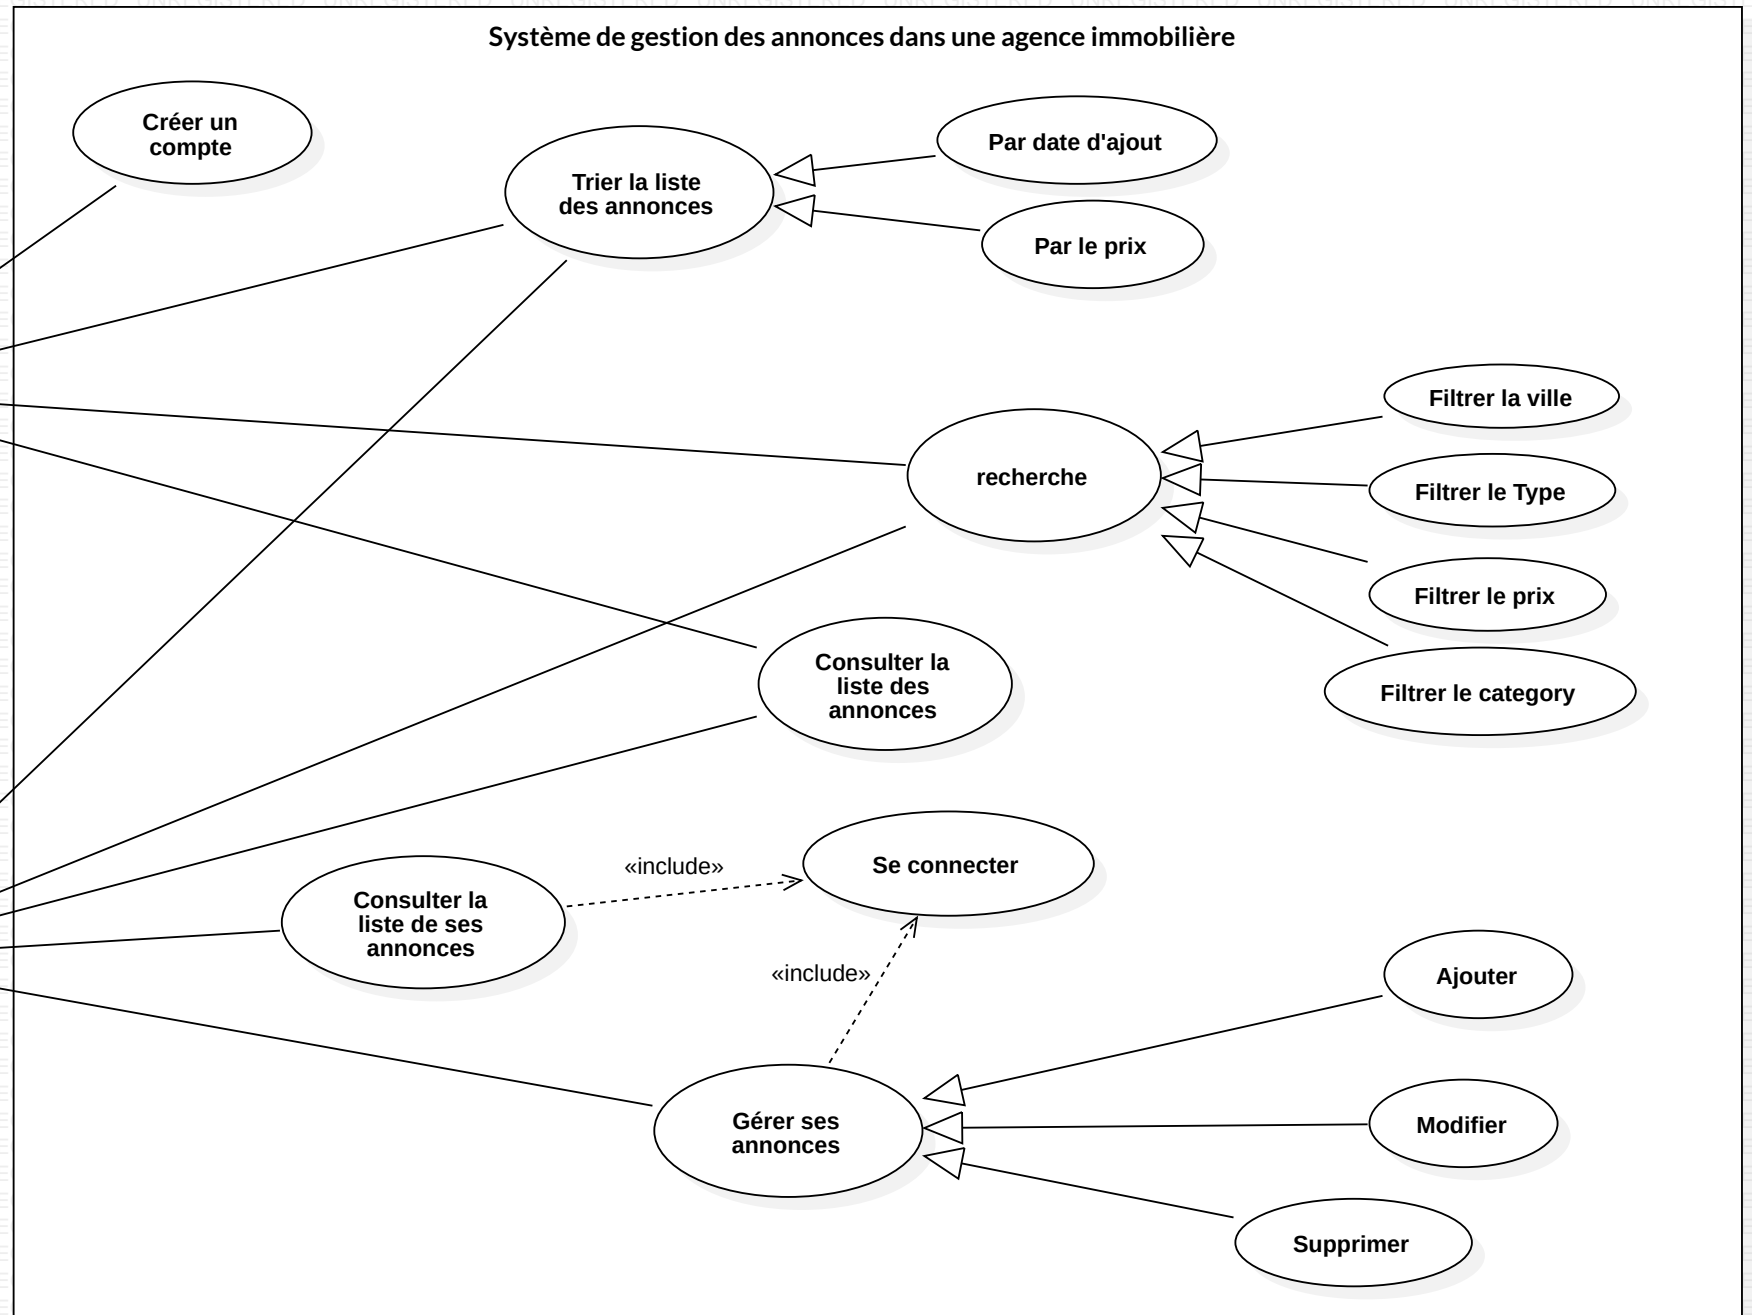 Système de gestion des annonces dans une agence immobilière
Créer un
compte
Trier la liste
des annonces
Par date d'ajout
Par le prix
Filtrer la ville
recherche
Filtrer le Type
Filtrer le prix
Consulter la
liste des
annonces
Filtrer le category
«include»
Se connecter
Consulter la
liste de ses
annonces
«include»
Ajouter
Gérer ses
annonces
Modifier
Supprimer